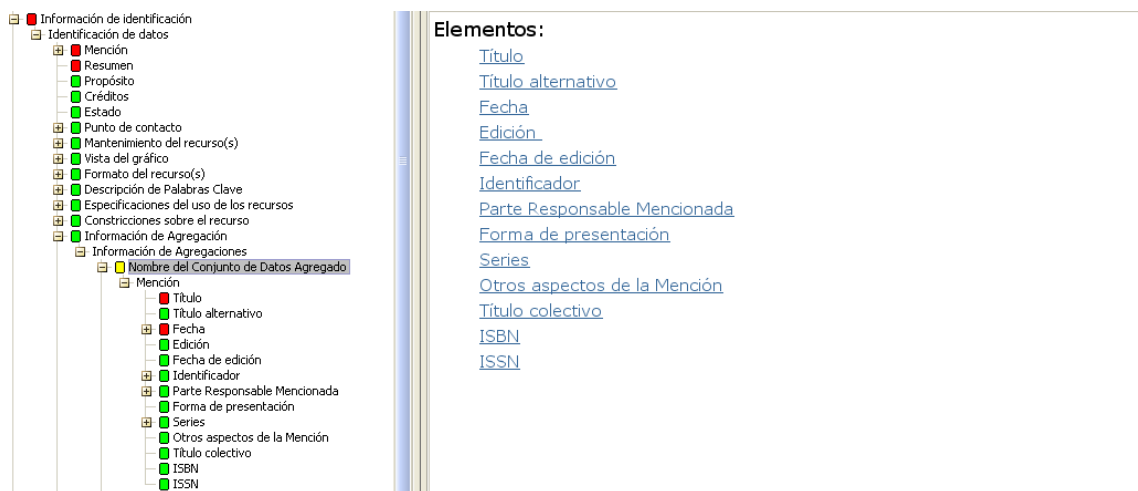 Información de identificación
Identificación de datos
Mención
Resumen
Propósito
Créditos
Estado
Punto de contacto
Mantenimiento del recurso(s)
Vista del gráfico
Formato del recurso(s)
Descripción de Palabras Clave
Especificaciones del uso de los recursos
Constricciones sobre el recurso
Información de Agregación
Información de Agregaciones
Nombre del Conjunto de Datos Agregado
Mención
Título
Título alternativo
Fecha
Edición
Fecha de edición
Identificador
Parte Responsable Mencionada
Forma de presentación
Series
Otros aspectos de la Mención
Título colectivo
ISBN
ISSN
Elementos:
Título
Título alternativo
Fecha
Edición
Fecha de edición
Identificador
Parte Responsable Mencionada
Forma de presentación
Series
Otros aspectos de la Mención
Título colectivo
ISBN
ISSN